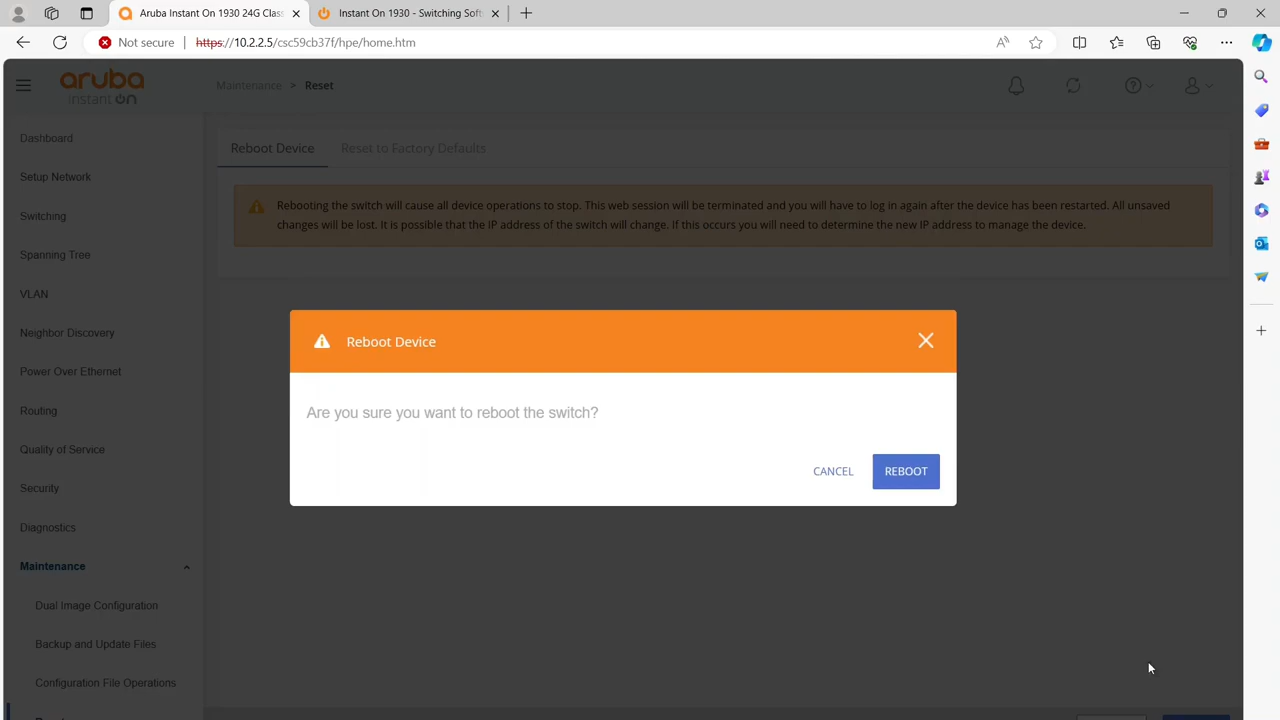 Aruba Instant On 1930 24G Clas
Instant On 1930 - Switching Soft
Not secure
https://10.2.2.5/csc59cb37f/hpe/home.htm
aruba
instant on
Maintenance > Reset
Dashboard
Setup Network
Switching
Spanning Tree
VLAN
Neighbor Discovery
Power Over Ethernet
Routing
Quality of Service
Security
Diagnostics
Maintenance
Dual Image Configuration
Backup and Update Files
Configuration File Operations
Reboot Device
Reset to Factory Defaults
Rebooting the switch will cause all device operations to stop. This web session will be terminated and you will have to log in again after the device has been restarted. All unsaved
changes will be lost. It is possible that the IP address of the switch will change. If this occurs you will need to determine the new IP address to manage the device.
Reboot Device
Are you sure you want to reboot the switch?
CANCEL
REBOOT